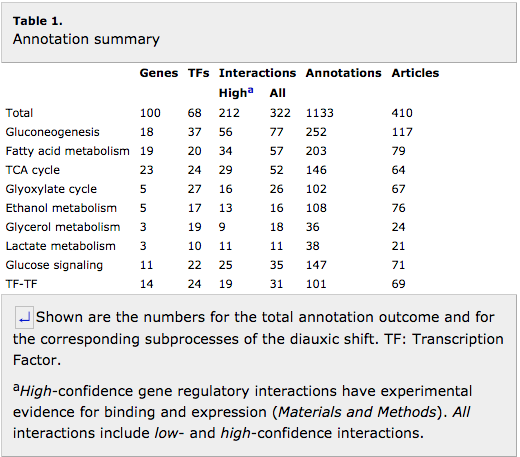 Table 1.
Annotation summary
Genes TFs Interactions Annotations Articles
Highᵃ All
Total 100 68 212 322 1133 410
Gluconeogenesis 18 37 56 77 252 117
Fatty acid metabolism 19 20 34 57 203 79
TCA cycle 23 24 29 52 146 64
Glyoxylate cycle 5 27 16 26 102 67
Ethanol metabolism 5 17 13 16 108 76
Glycerol metabolism 3 19 9 18 36 24
Lactate metabolism 3 10 11 11 38 21
Glucose signaling 11 22 25 35 147 71
TF-TF 14 24 19 31 101 69
Shown are the numbers for the total annotation outcome and for
the corresponding subprocesses of the diauxic shift. TF: Transcription
Factor.
ᵃHigh-confidence gene regulatory interactions have experimental
evidence for binding and expression (Materials and Methods). All
interactions include low- and high-confidence interactions.